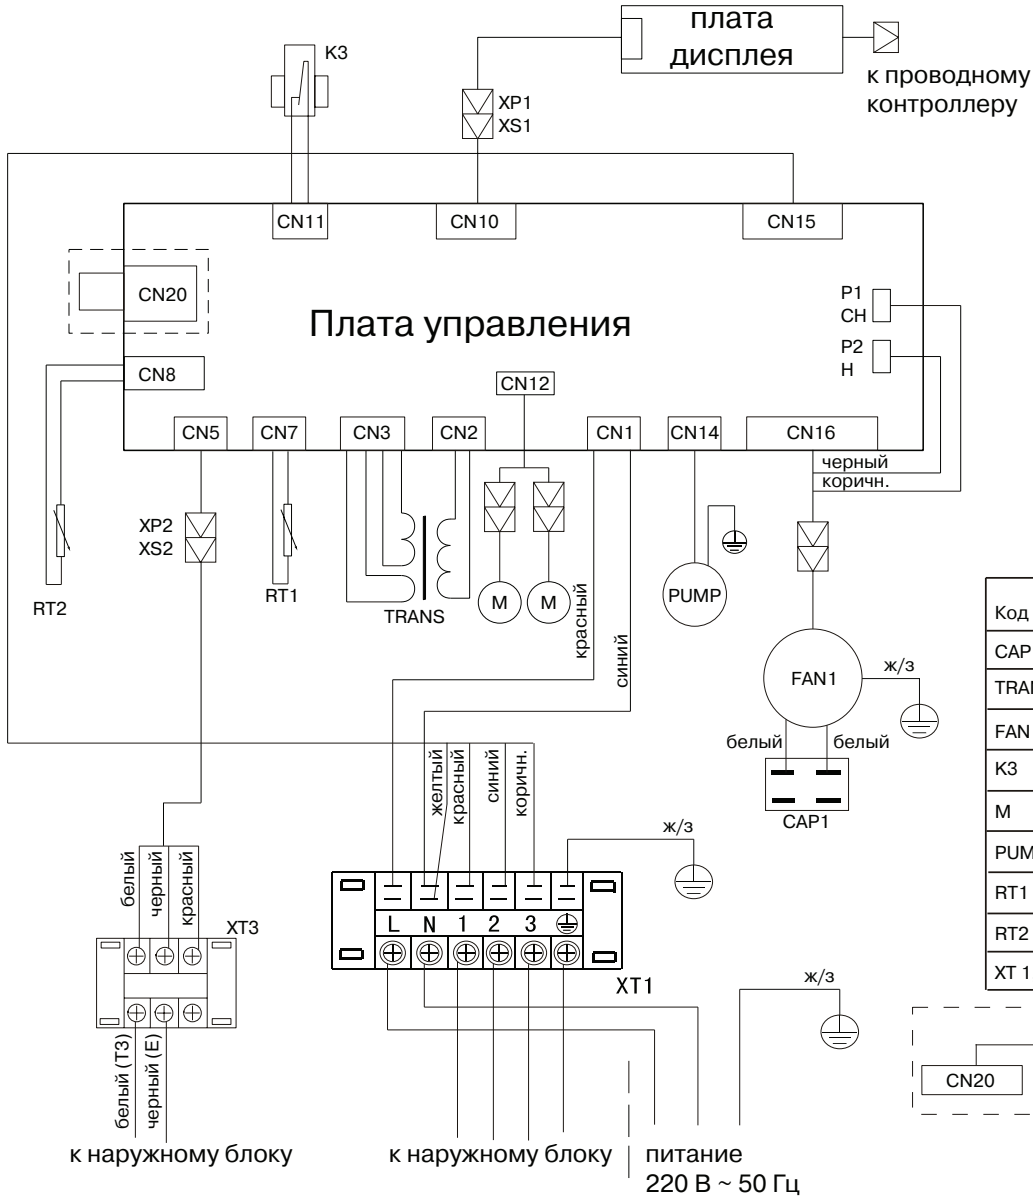 плата
дисплея
к проводному
контроллеру
K3
XP1
XS1
CN11
CN10
CN15
CN20
P1
CH
P2
H
Плата управления
CN8
CN12
CN5
CN7
CN3
CN2
CN1
CN14
CN16
черный
коричн.
XP2
XS2
RT2
RT1
TRANS
M
M
PUMP
красный
синий
FAN1
ж/з
белый
белый
CAP1
Код
CAP
TRAN
FAN
K3
M
PUM
RT1
RT2
XT 1
желтый
красный
синий
коричн.
ж/з
белый
черный
красный
XT3
L N 1 2 3
XT1
ж/з
белый (T3)
черный (E)
CN20
к наружному блоку
к наружному блоку
питание
220 В ~ 50 Гц